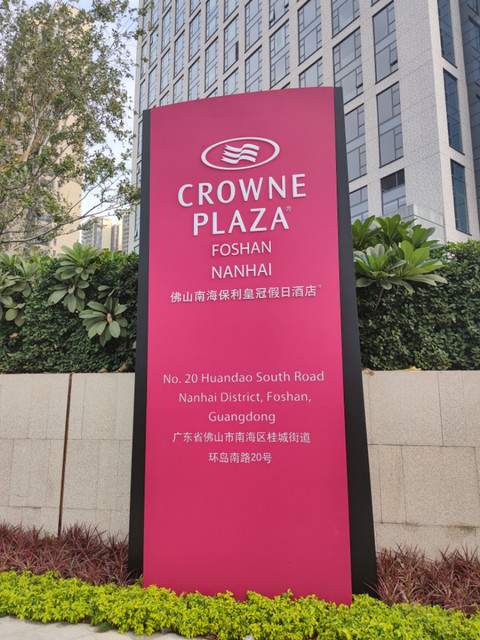 CROWNE
PLAZA®
FOSHAN
NANHAI
佛山南海保利皇冠假日酒店
No. 20 Huandao South Road
Nanhai District, Foshan,
Guangdong
广东省佛山市南海区桂城街道
环岛南路20号